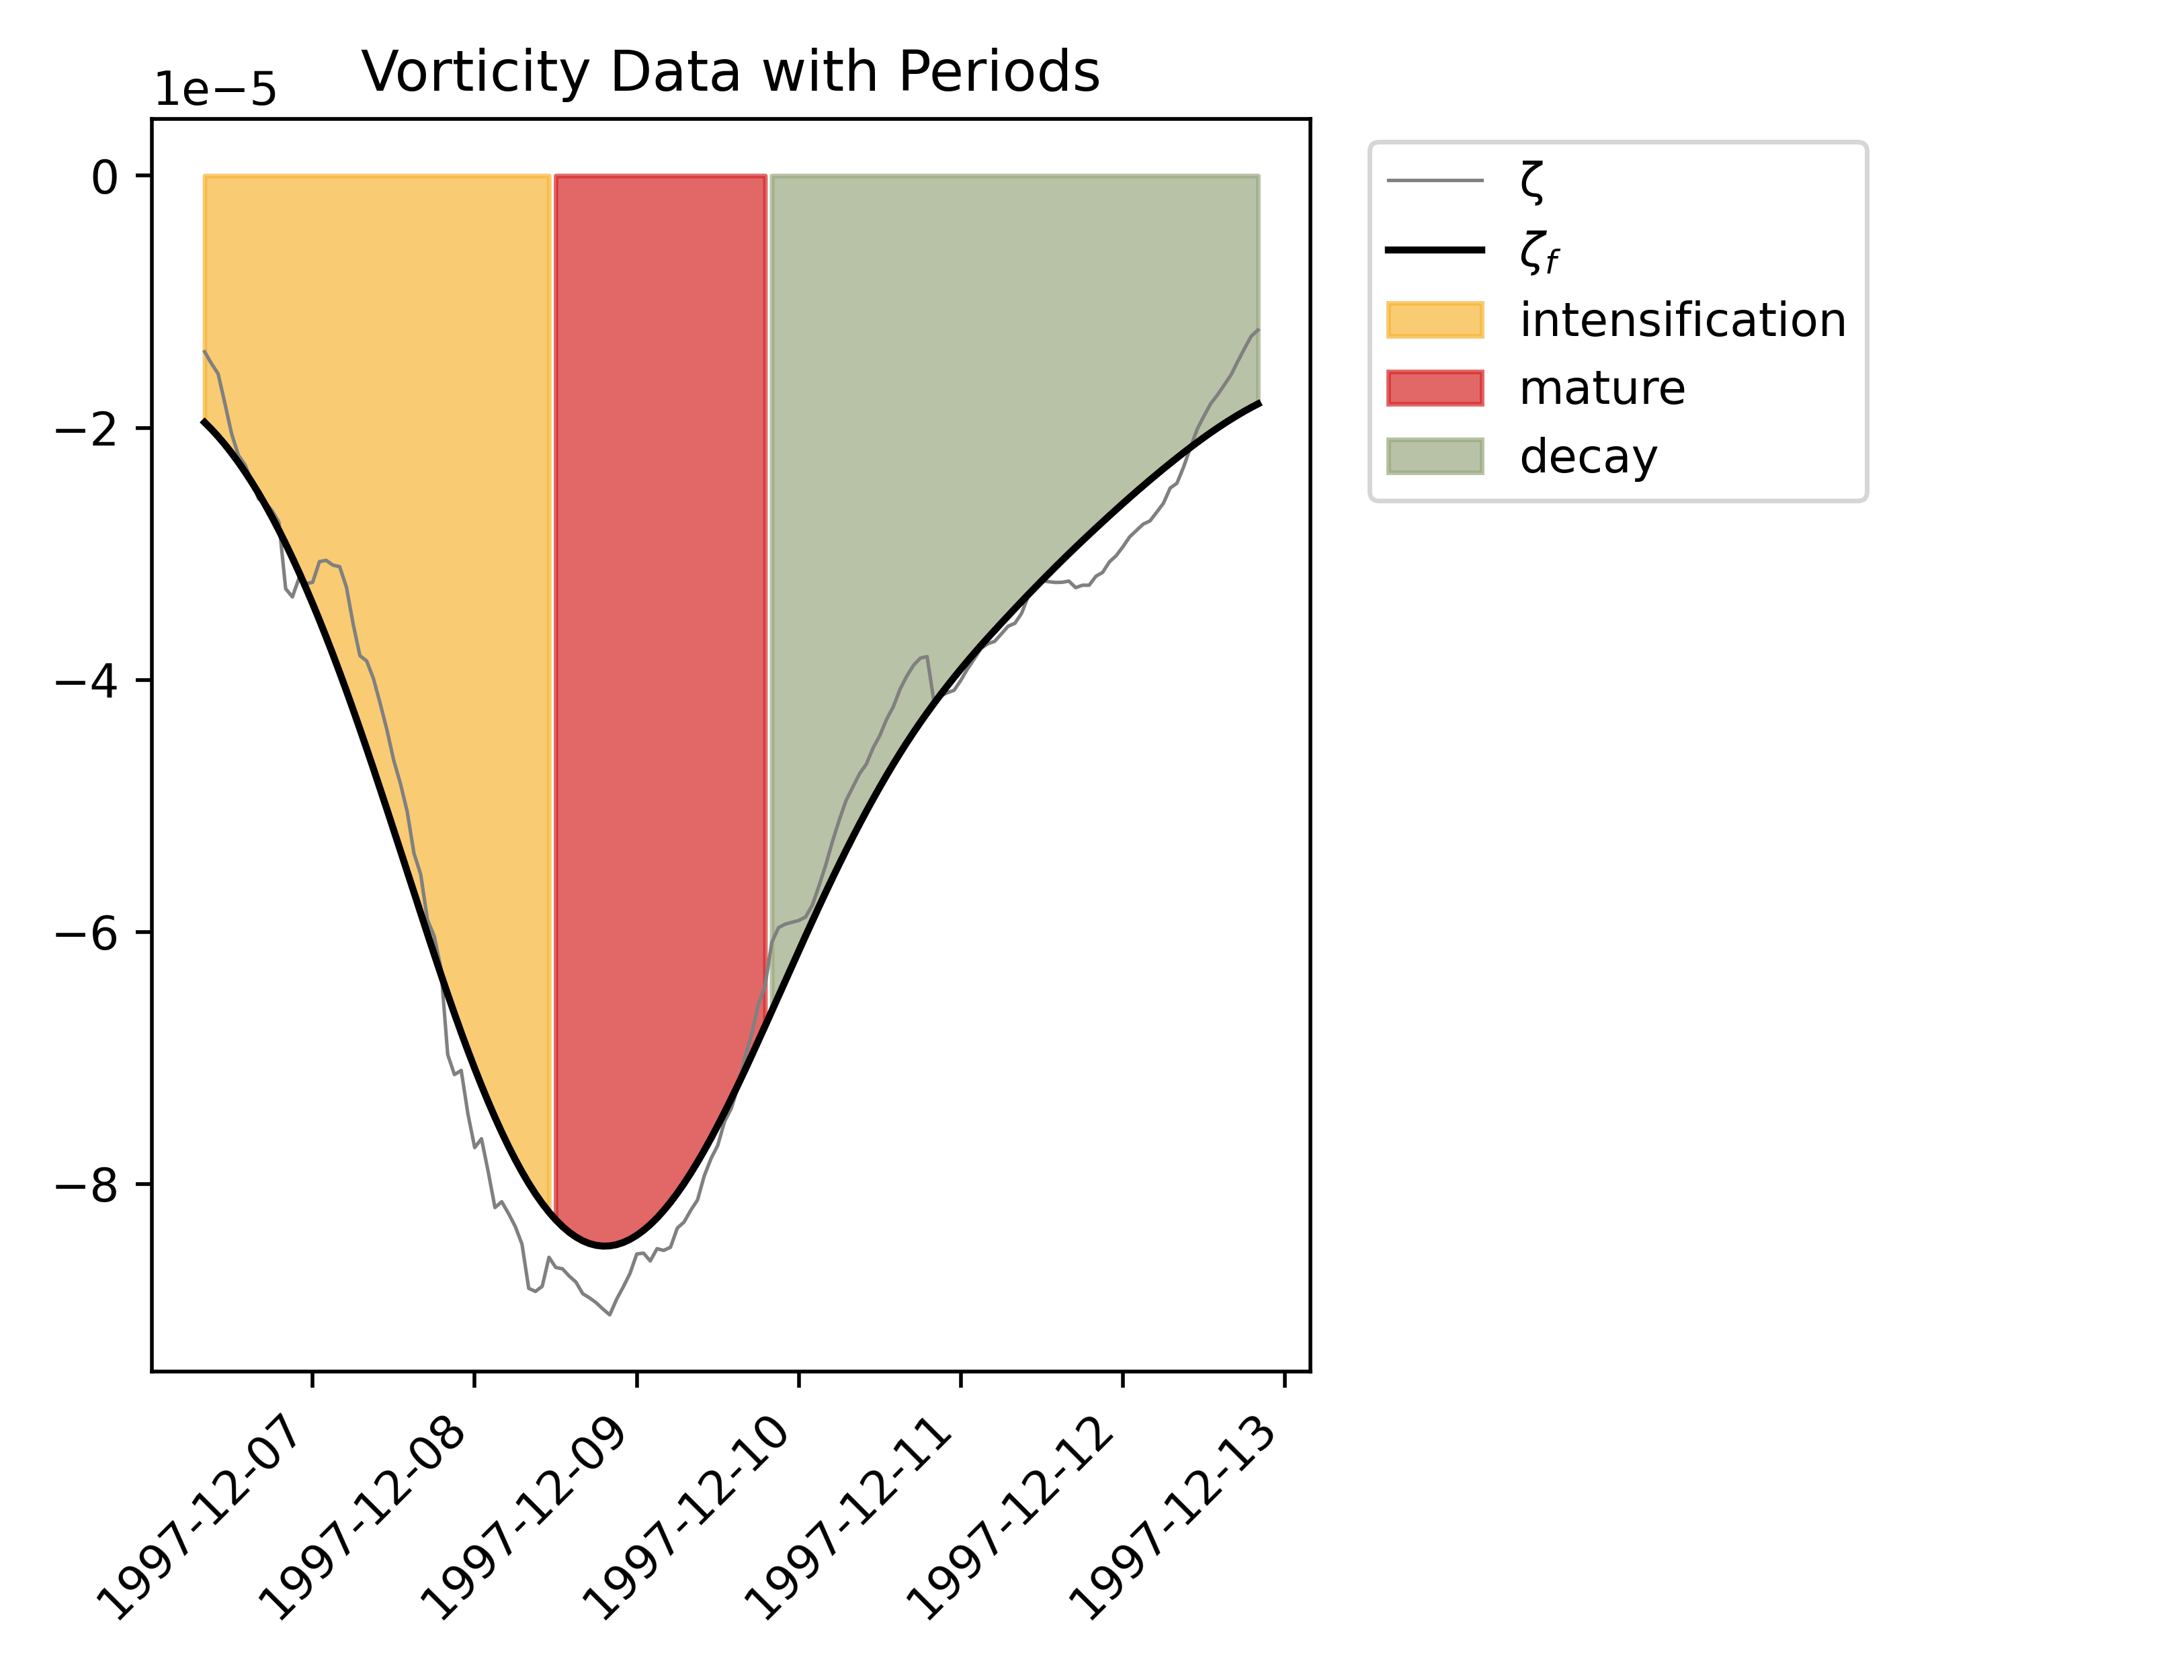 Vorticity Data with Periods
1e−5
0
−2
−4
−6
−8
1997-12-07
1997-12-08
1997-12-09
1997-12-10
1997-12-11
1997-12-12
1997-12-13
ζ
ζf
intensification
mature
decay